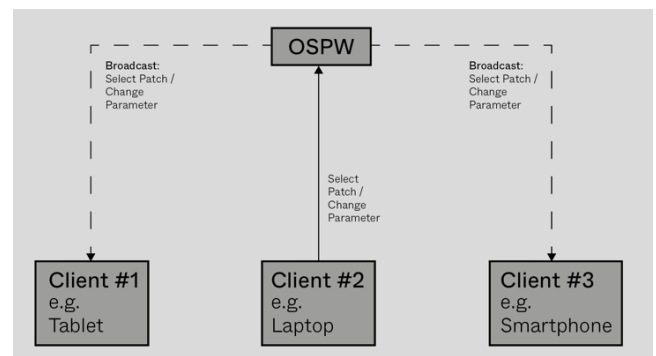 OSPW
Broadcast:
Select Patch /
Change
Parameter
Broadcast:
Select Patch /
Change
Parameter
Select
Patch /
Change
Parameter
Client #1
e.g.
Tablet
Client #2
e.g.
Laptop
Client #3
e.g.
Smartphone